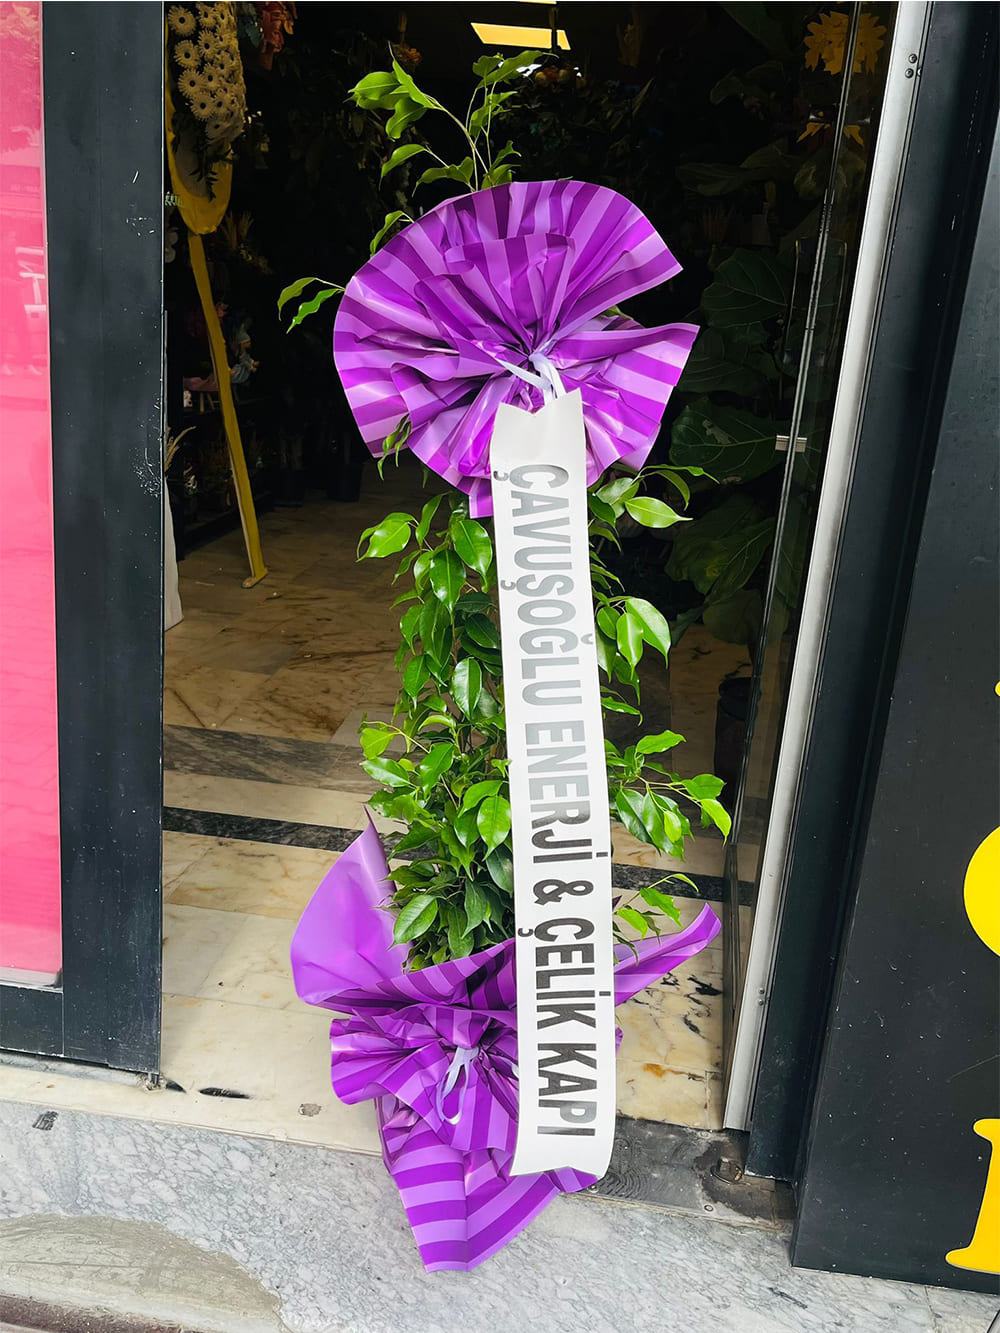 ÇAVUŞOĞLU ENERJİ & ÇELİK KAPI